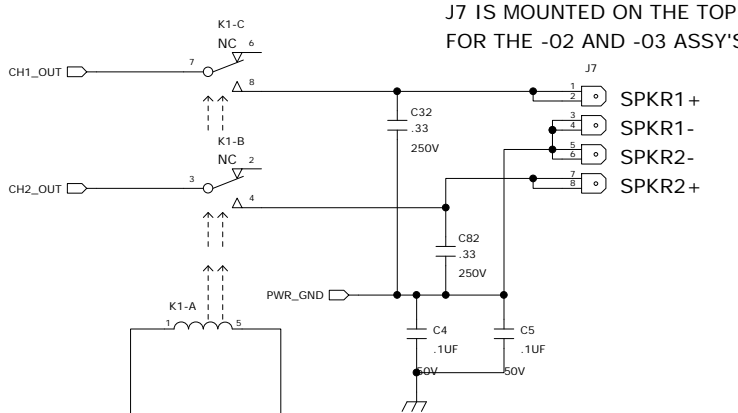 J7 IS MOUNTED ON THE TOP
FOR THE -02 AND -03 ASSY'S
K1-C
NC 6
CH1_OUT 7
8
J7
1
2 SPKR1+
3
4 SPKR1-
5
6 SPKR2-
7
8 SPKR2+
C32
.33
250V
K1-B
NC 2
CH2_OUT 3
4
C82
.33
250V
PWR_GND
K1-A
1 5
C4
.1UF
50V
C5
.1UF
50V